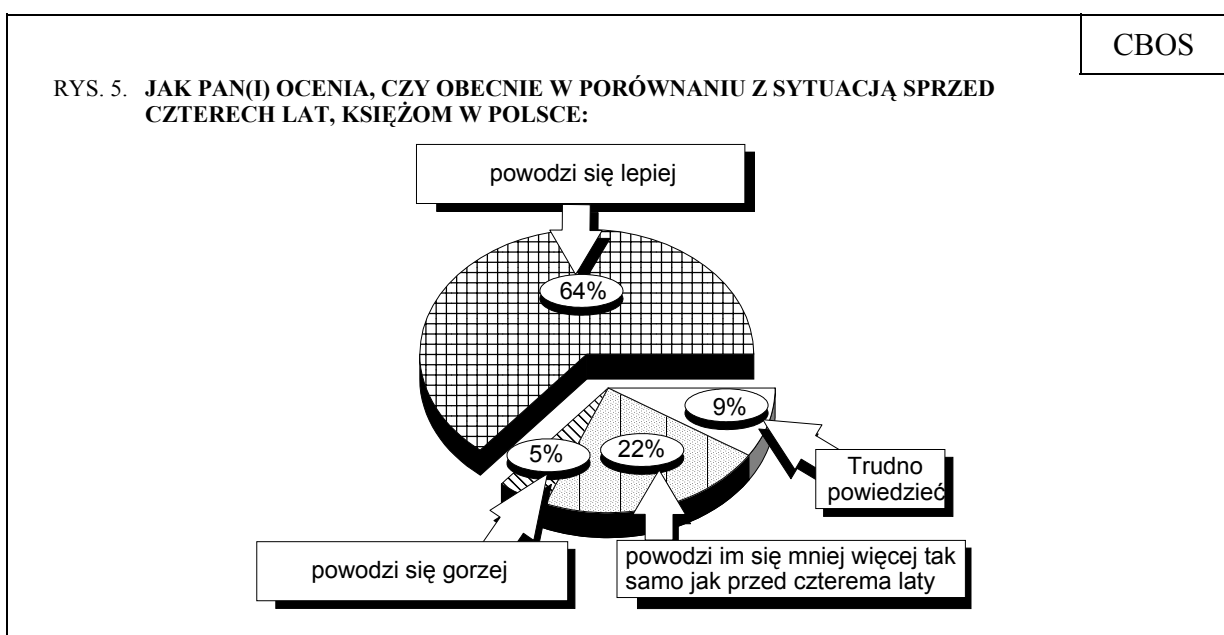 CBOS
RYS. 5. JAK PAN(I) OCENIA, CZY OBECNIE W PORÓWNANIU Z SYTUACJĄ SPRZED
CZTERECH LAT, KSIĘŻOM W POLSCE:
powodzi się lepiej
64%
9%
5%
22%
Trudno
powiedzieć
powodzi się gorzej
powodzi im się mniej więcej tak
samo jak przed czterema laty